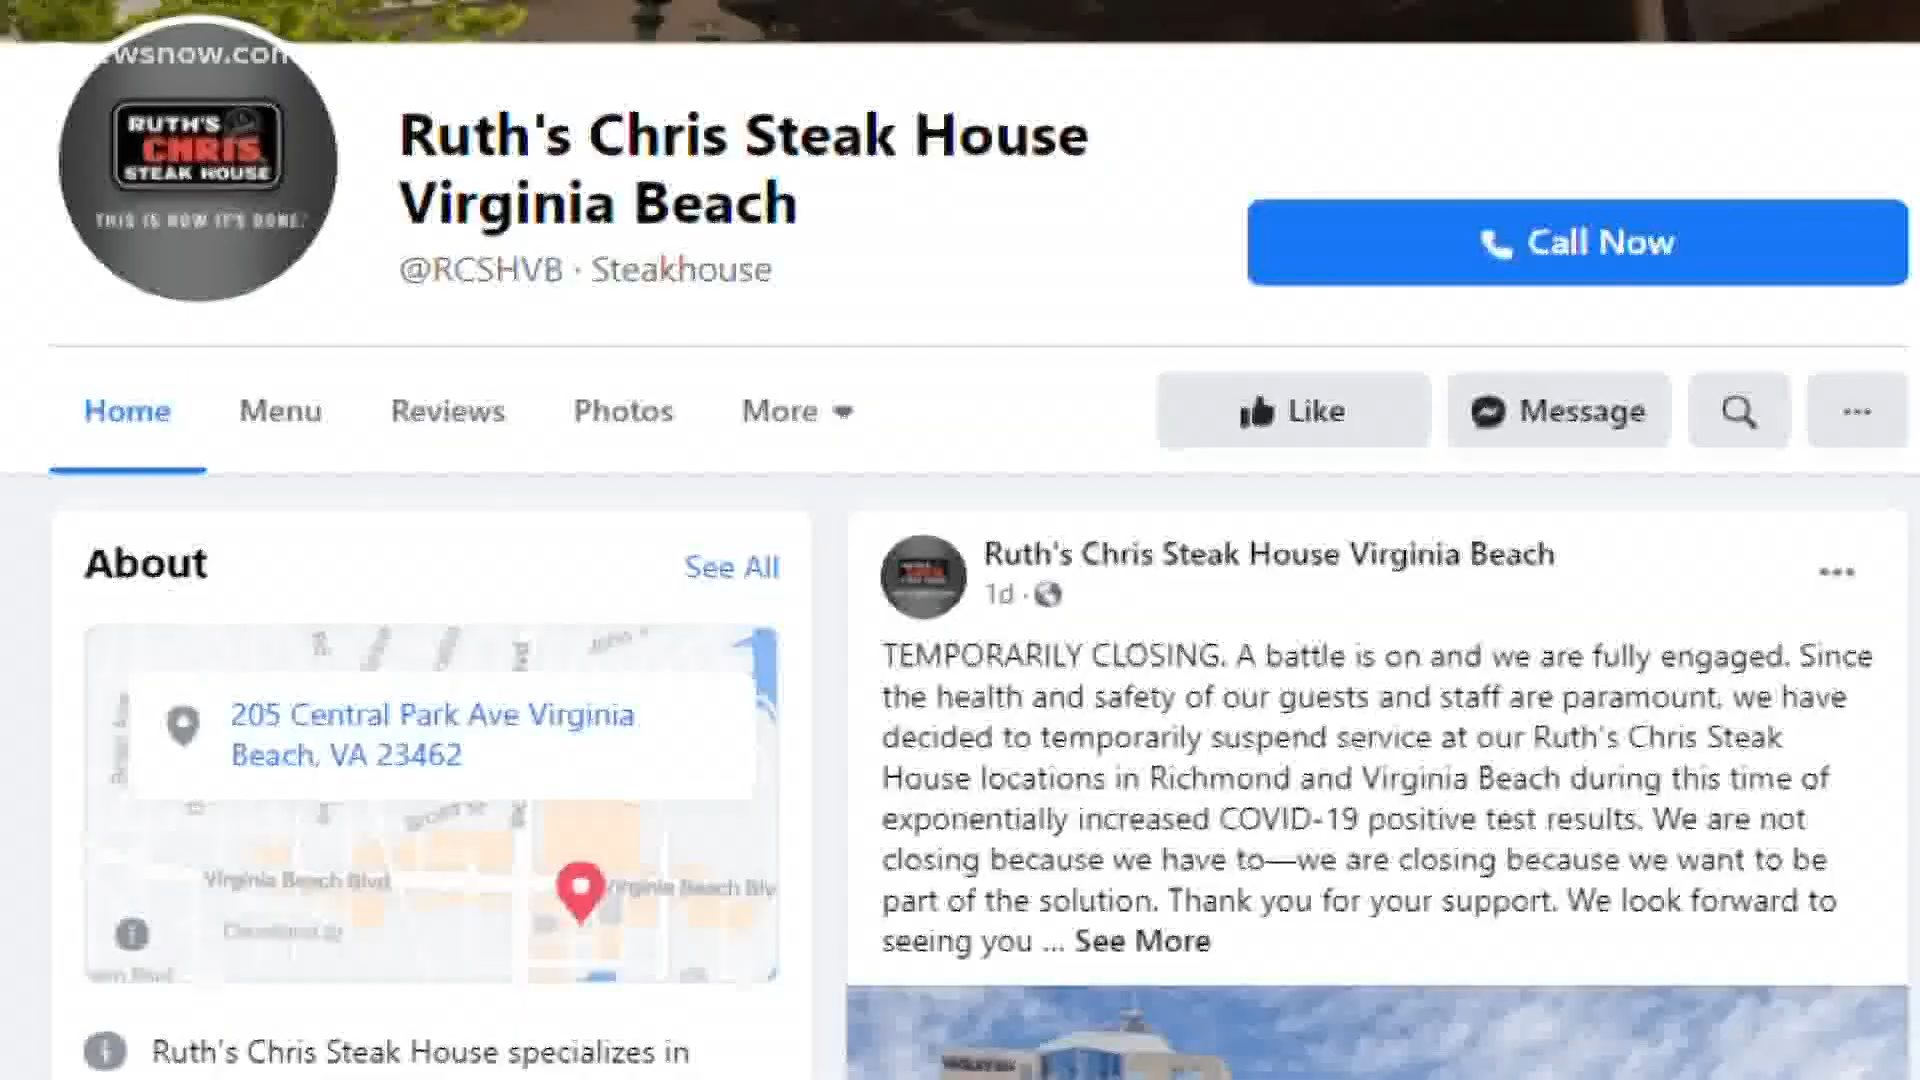 wsnow.com
RUTH'S
CHRIS
STEAK HOUSE
THIS IS HOW IT'S DONE.
Ruth's Chris Steak House
Virginia Beach
@RCSHVB · Steakhouse
Call Now
Home
Menu
Reviews
Photos
More
Like
Message
About
See All
205 Central Park Ave Virginia
Beach, VA 23462
Virginia Beach Blvd
Virginia Beach Blv
Cleveland St
Ruth's Chris Steak House specializes in
Ruth's Chris Steak House Virginia Beach
1d ·
TEMPORARILY CLOSING. A battle is on and we are fully engaged. Since
the health and safety of our guests and staff are paramount, we have
decided to temporarily suspend service at our Ruth's Chris Steak
House locations in Richmond and Virginia Beach during this time of
exponentially increased COVID-19 positive test results. We are not
closing because we have to—we are closing because we want to be
part of the solution. Thank you for your support. We look forward to
seeing you ... See More